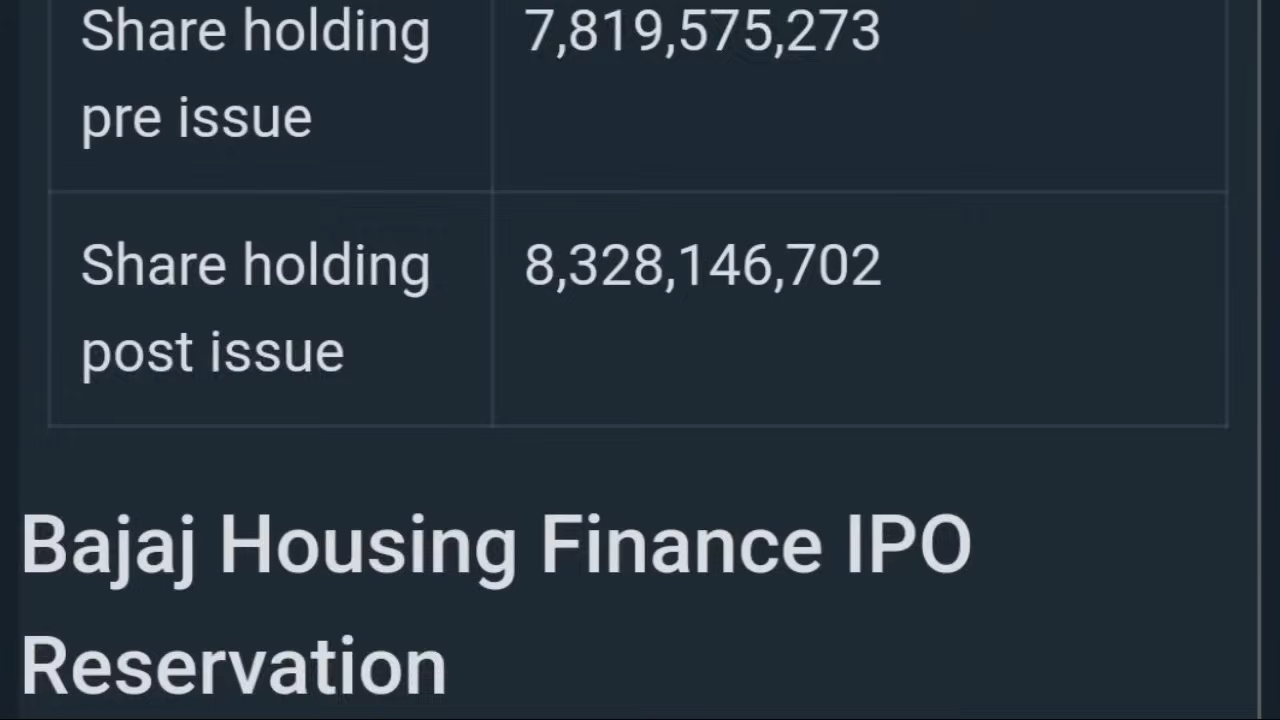 Share holding 7,819,575,273
pre issue
Share holding 8,328,146,702
post issue
Bajaj Housing Finance IPO
Reservation